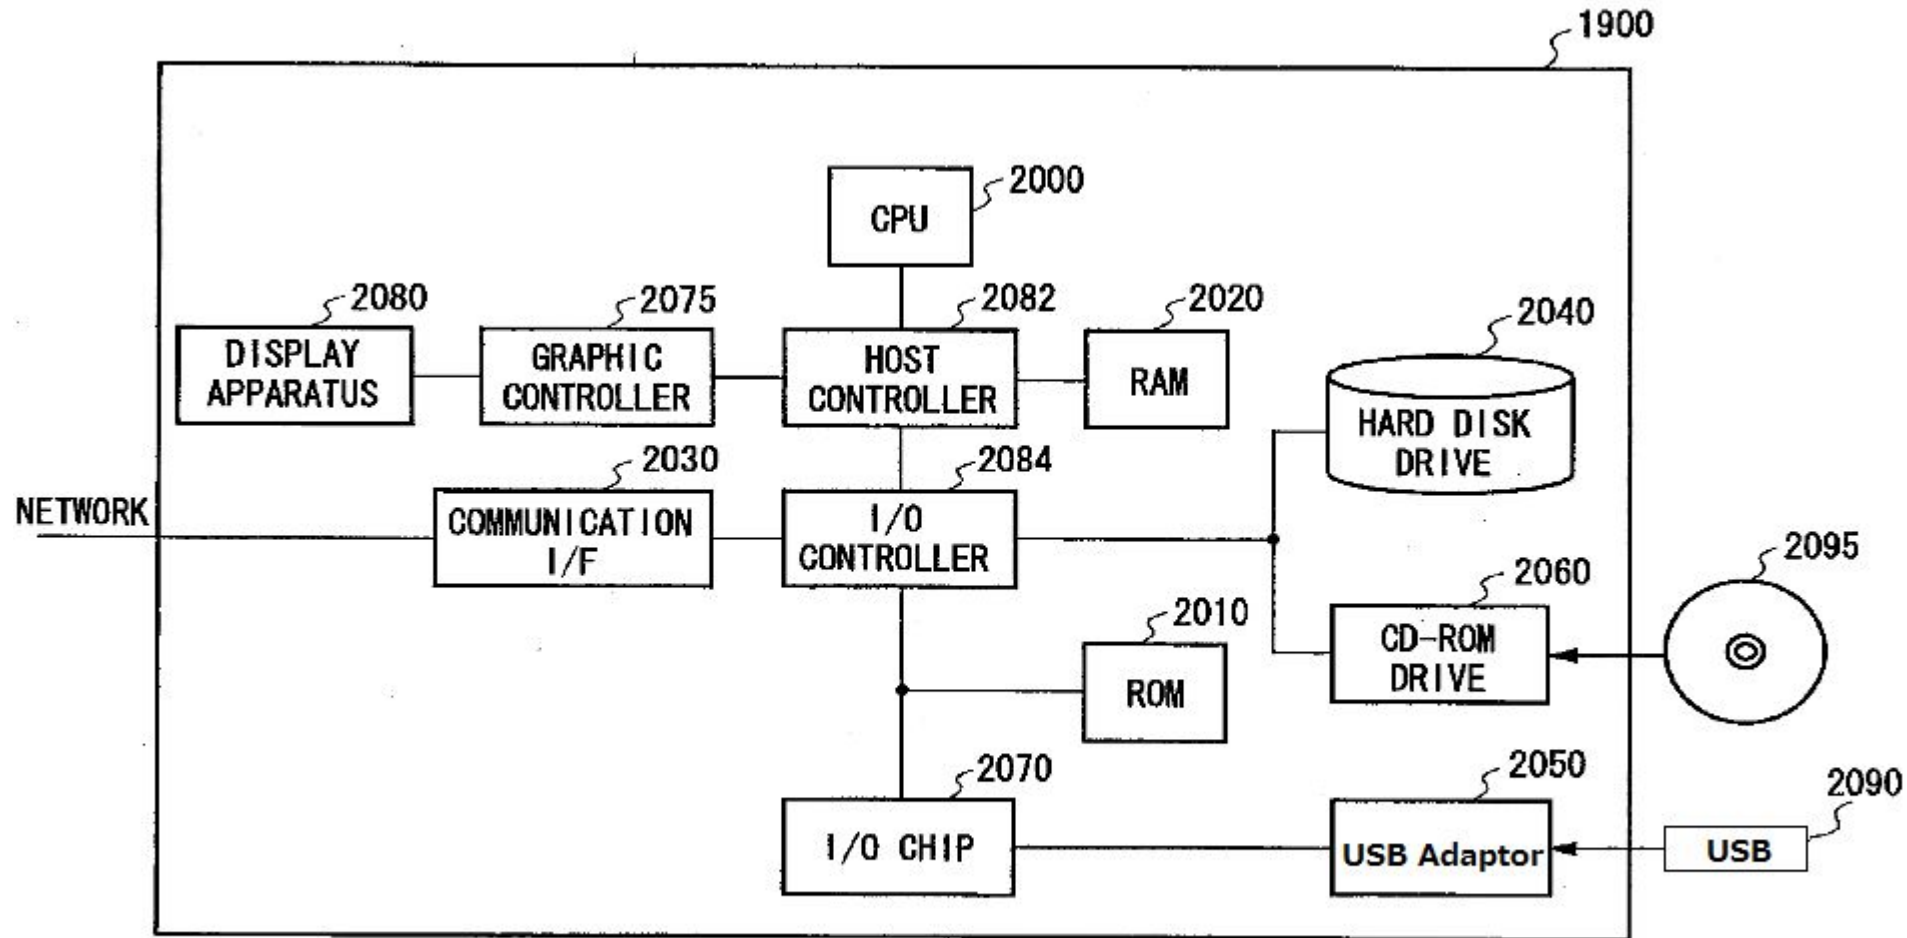 1900
2000
CPU
2080
2075
2082
2020
2040
DISPLAY
APPARATUS
GRAPHIC
CONTROLLER
HOST
CONTROLLER
RAM
HARD DISK
DRIVE
2030
2084
NETWORK
COMMUNICATION
I/F
I/O
CONTROLLER
2095
2060
2010
CD-ROM
DRIVE
ROM
2070
2050
2090
I/O CHIP
USB Adaptor
USB